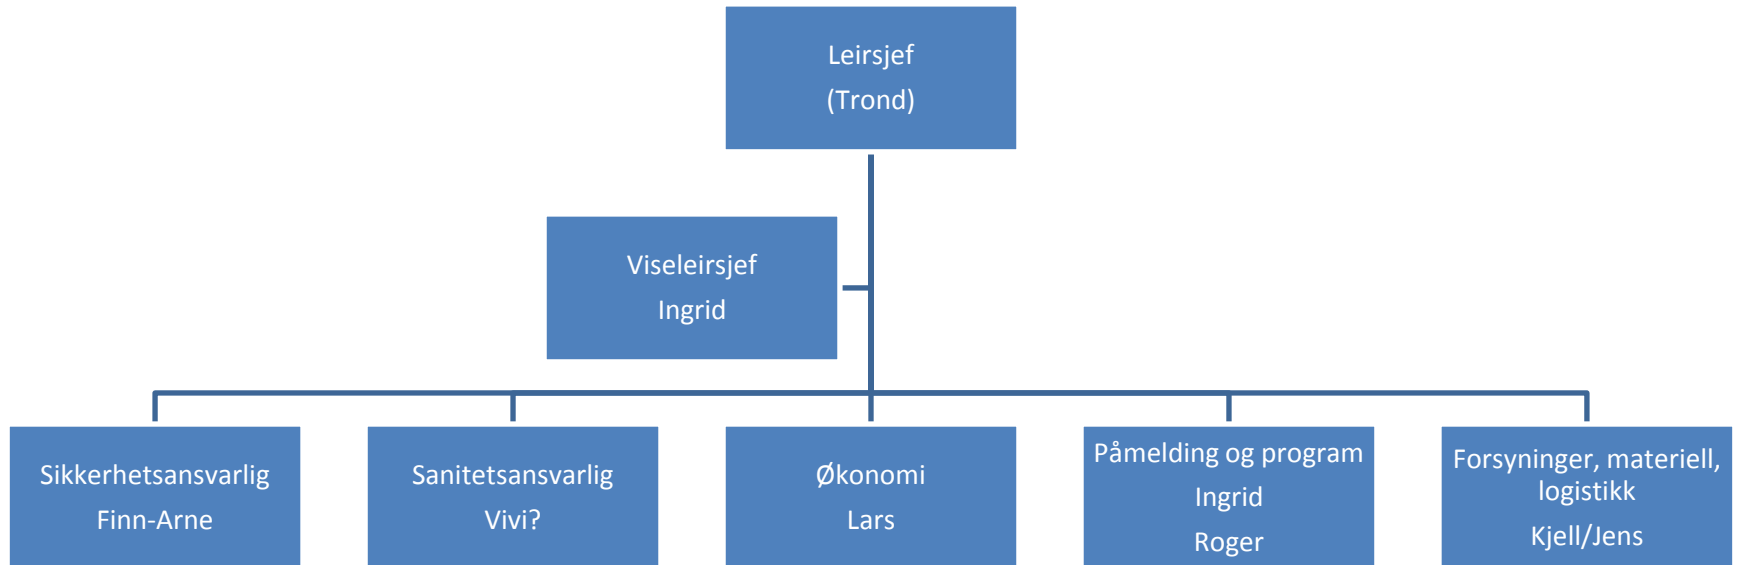 Leirsjef
(Trond)
Viseleirsjef
Ingrid
Sikkerhetsansvarlig
Finn-Arne
Sanitetsansvarlig
Vivi?
Økonomi
Lars
Påmelding og program
Ingrid
Roger
Forsyninger, materiell,
logistikk
Kjell/Jens